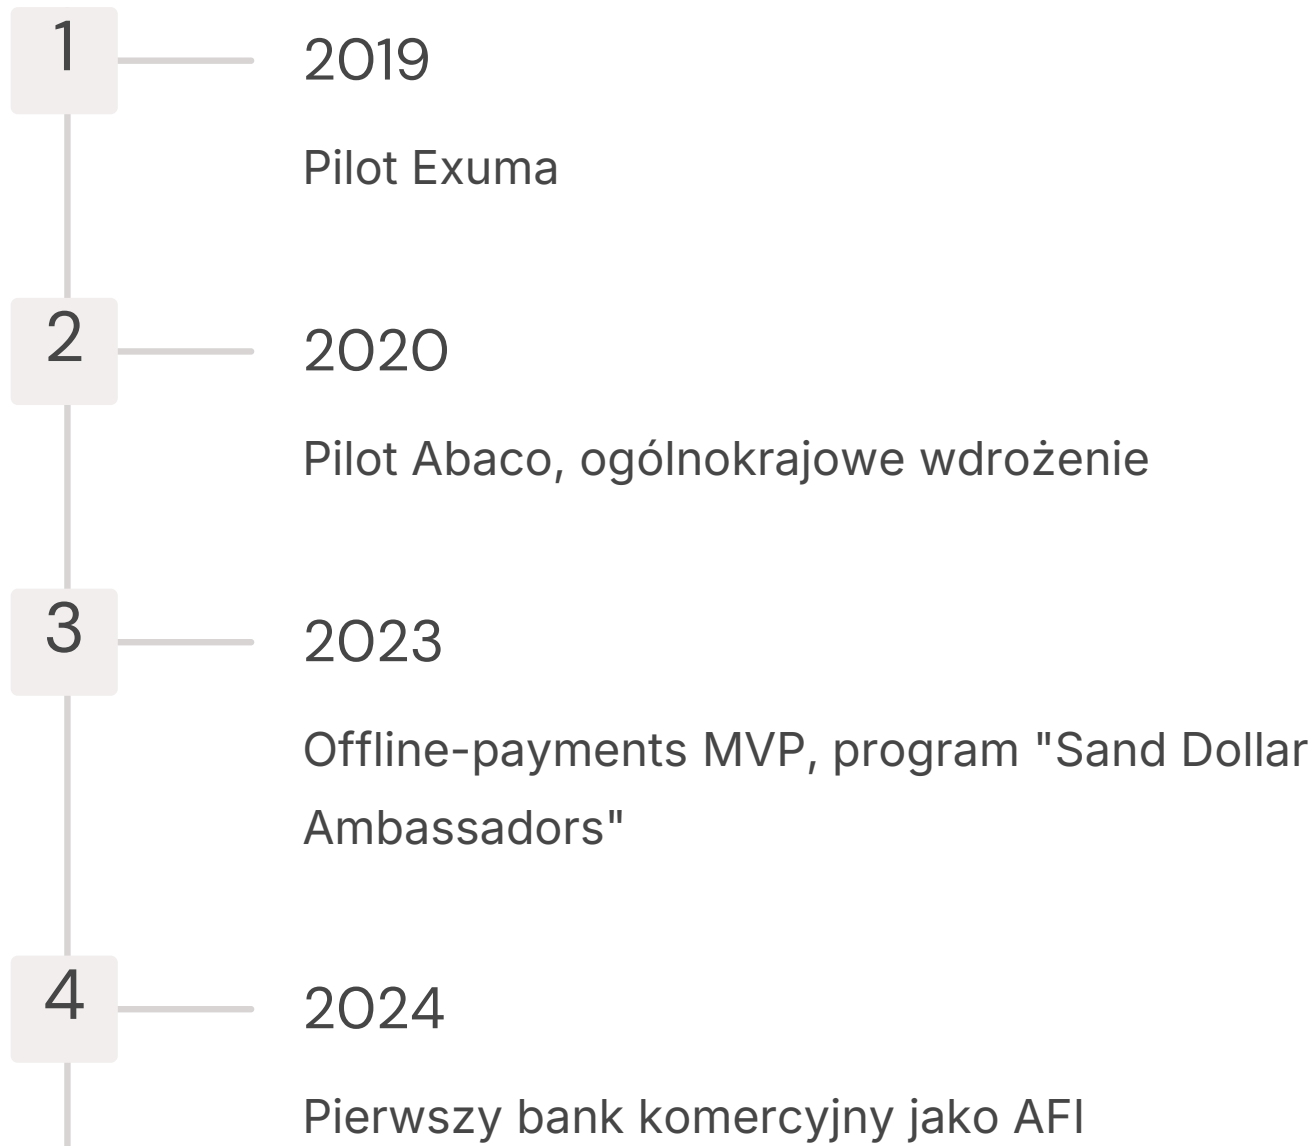 1
2019
Pilot Exuma
2
2020
Pilot Abaco, ogólnokrajowe wdrożenie
3
2023
Offline-payments MVP, program "Sand Dollar
Ambassadors"
4
2024
Pierwszy bank komercyjny jako AFI